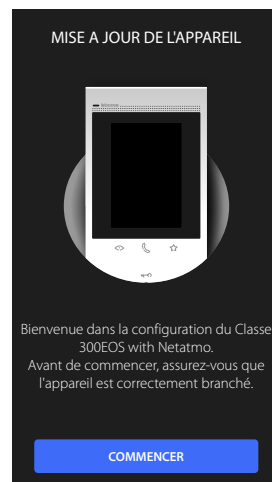 MISE A JOUR DE L'APPAREIL
Bienvenue dans la configuration du Classe
300EOS with Netatmo.
Avant de commencer, assurez-vous que
l'appareil est correctement branché.
COMMENCER